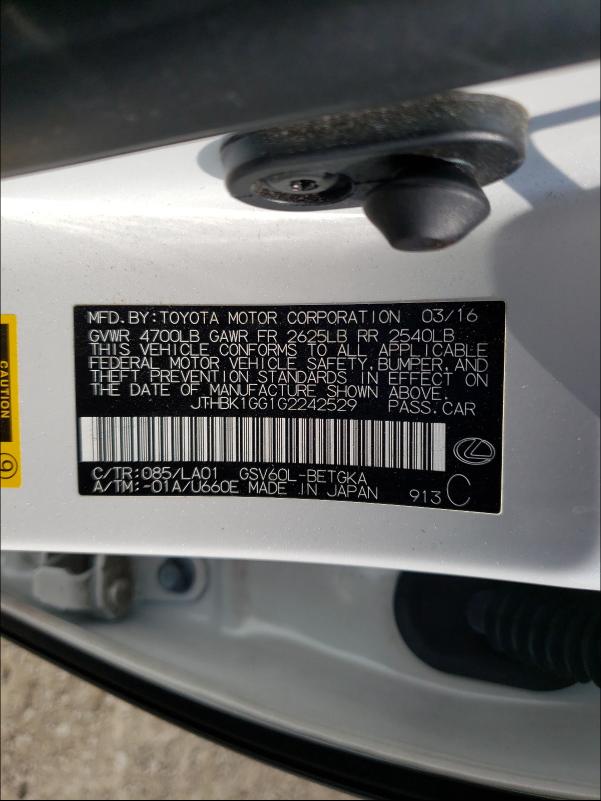 MFD.BY:TOYOTA MOTOR CORPORATION 03/16
GVWR 4700LB GAWR FR 2625LB RR 2540LB
THIS VEHICLE CONFORMS TO ALL APPLICABLE
FEDERAL MOTOR VEHICLE SAFETY, BUMPER, AND
THEFT PREVENTION STANDARDS IN EFFECT ON
THE DATE OF MANUFACTURE SHOWN ABOVE.
JTHBK1GG1G2242529 PASS.CAR
C/TR:085/LA01 GSV60L-BETGKA
A/TM:-01A/U660E MADE IN JAPAN 913 C
CAUTION
9